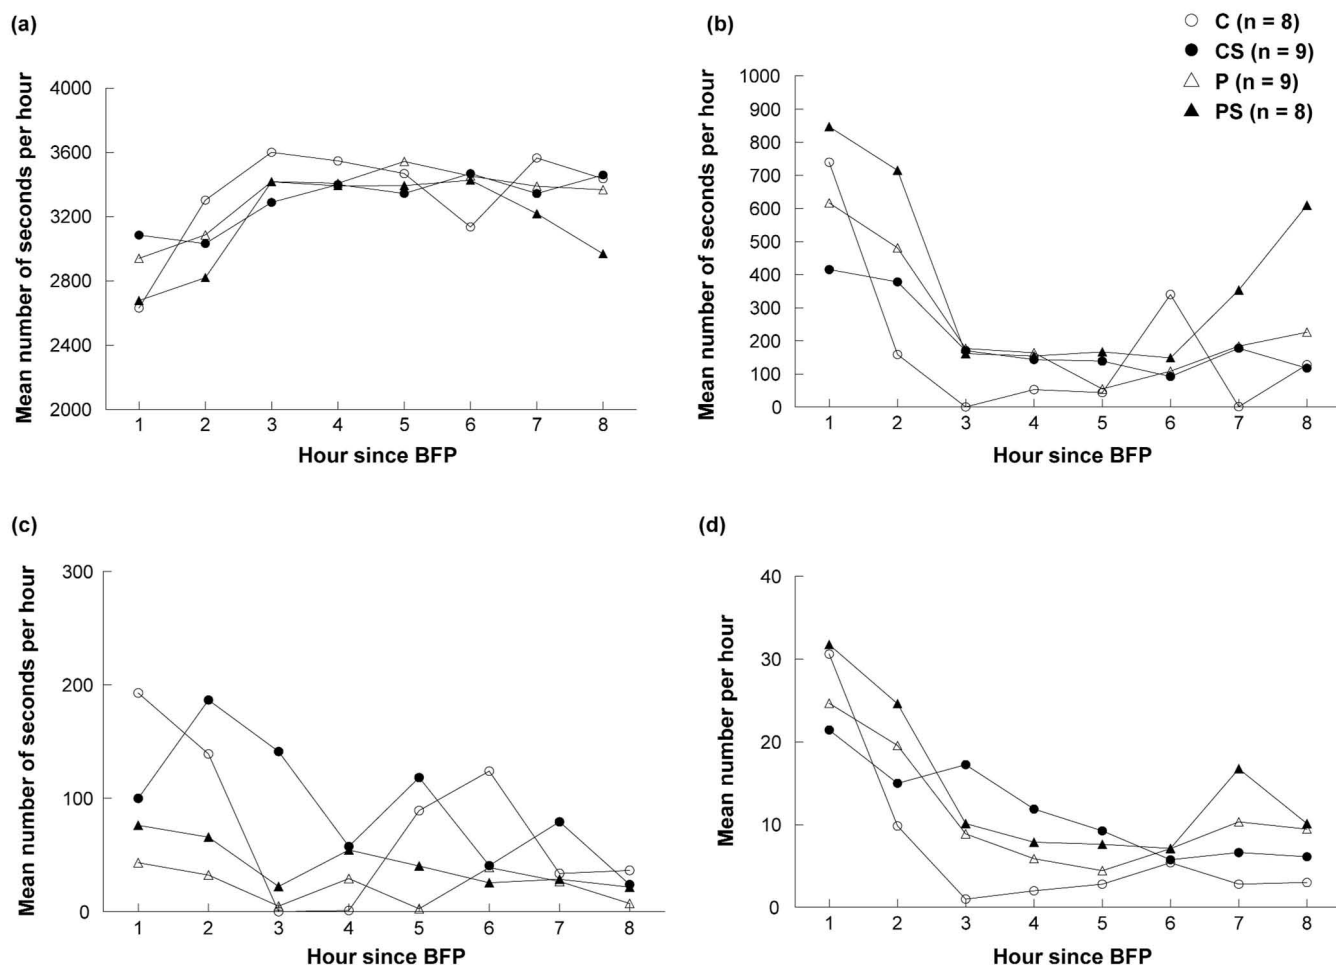 (a)
Mean number of seconds per hour
4000
3600
3200
2800
2400
2000
1 2 3 4 5 6 7 8
Hour since BFP
(b)
C (n = 8)
CS (n = 9)
P (n = 9)
PS (n = 8)
Mean number of seconds per hour
1000
900
800
700
600
500
400
300
200
100
0
1 2 3 4 5 6 7 8
Hour since BFP
(c)
Mean number of seconds per hour
300
200
100
0
1 2 3 4 5 6 7 8
Hour since BFP
(d)
Mean number per hour
40
30
20
10
0
1 2 3 4 5 6 7 8
Hour since BFP